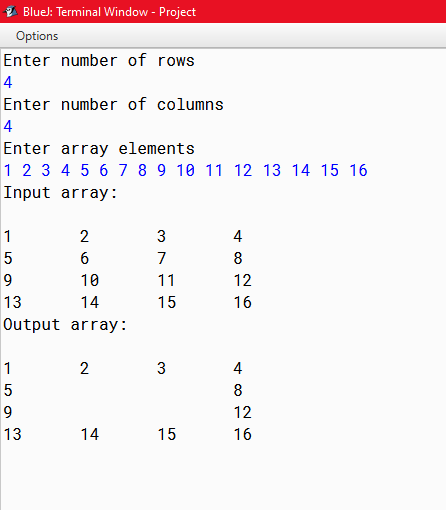 BlueJ: Terminal Window - Project
Options
Enter number of rows
4
Enter number of columns
4
Enter array elements
1 2 3 4 5 6 7 8 9 10 11 12 13 14 15 16
Input array:
1 2 3 4
5 6 7 8
9 10 11 12
13 14 15 16
Output array:
1 2 3 4
5 8
9 12
13 14 15 16